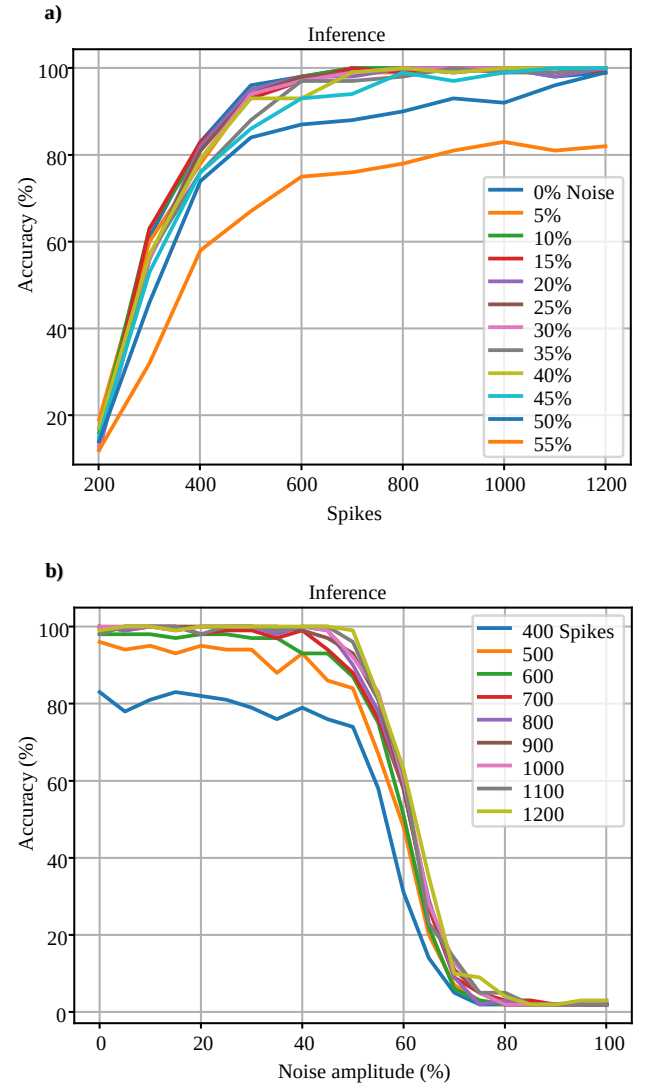 a)
Inference
Accuracy (%)
100
80
60
40
20
200 400 600 800 1000 1200
Spikes
0% Noise
5%
10%
15%
20%
25%
30%
35%
40%
45%
50%
55%
b)
Inference
Accuracy (%)
100
80
60
40
20
0
0 20 40 60 80 100
Noise amplitude (%)
400 Spikes
500
600
700
800
900
1000
1100
1200